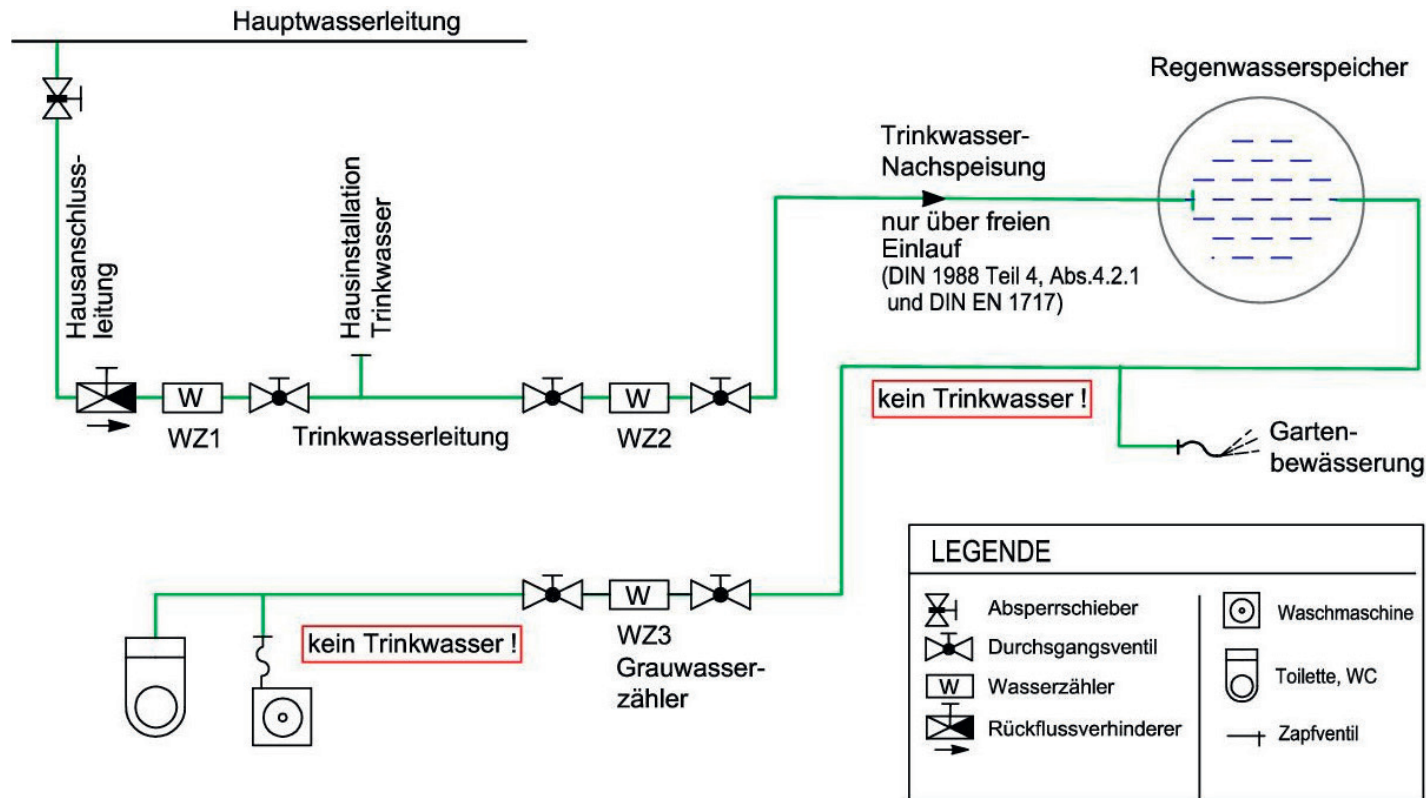 Hauptwasserleitung
Regenwasserspeicher
Trinkwasser-
Nachspeisung
nur über freien
Einlauf
(DIN 1988 Teil 4, Abs.4.2.1
und DIN EN 1717)
Hausanschluss-
leitung
Hausinstallation
Trinkwasser
W
WZ1
Trinkwasserleitung
W
WZ2
kein Trinkwasser !
Garten-
bewässerung
kein Trinkwasser !
W
WZ3
Grauwasser-
zähler
LEGENDE
Absperrschieber
Durchsgangsventil
W
Wasserzähler
Rückflussverhinderer
Waschmaschine
Toilette, WC
Zapfventil